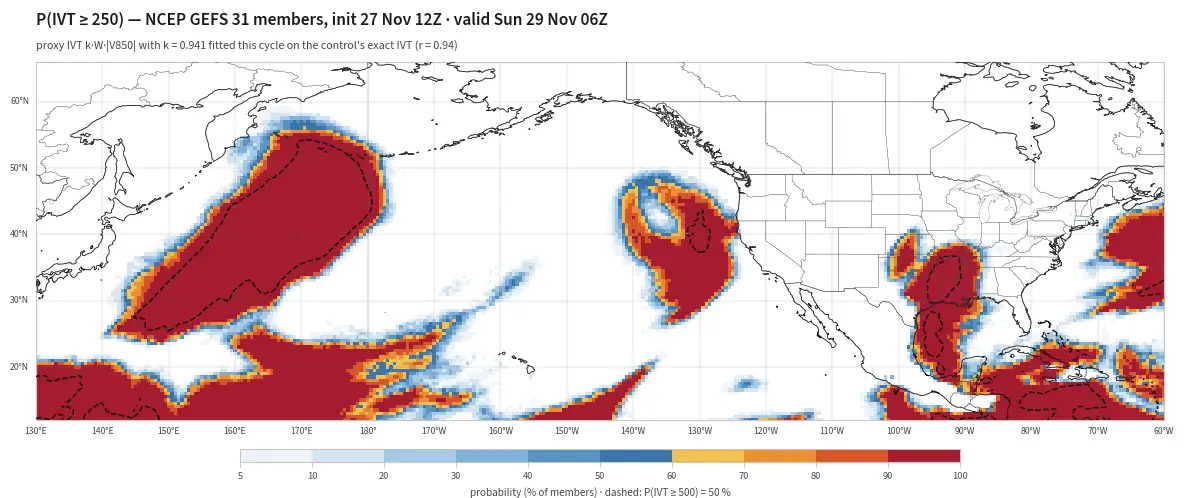 P(IVT ≥ 250) — NCEP GEFS 31 members, init 27 Nov 12Z · valid Sun 29 Nov 06Z
proxy IVT k·W·|V850| with k = 0.941 fitted this cycle on the control's exact IVT (r = 0.94)
60°N
50°N
40°N
30°N
20°N
130°E 140°E 150°E 160°E 170°E 180° 170°W 160°W 150°W 140°W 130°W 120°W 110°W 100°W 90°W 80°W 70°W 60°W
5 10 20 30 40 50 60 70 80 90 100
probability (% of members) · dashed: P(IVT ≥ 500) = 50 %